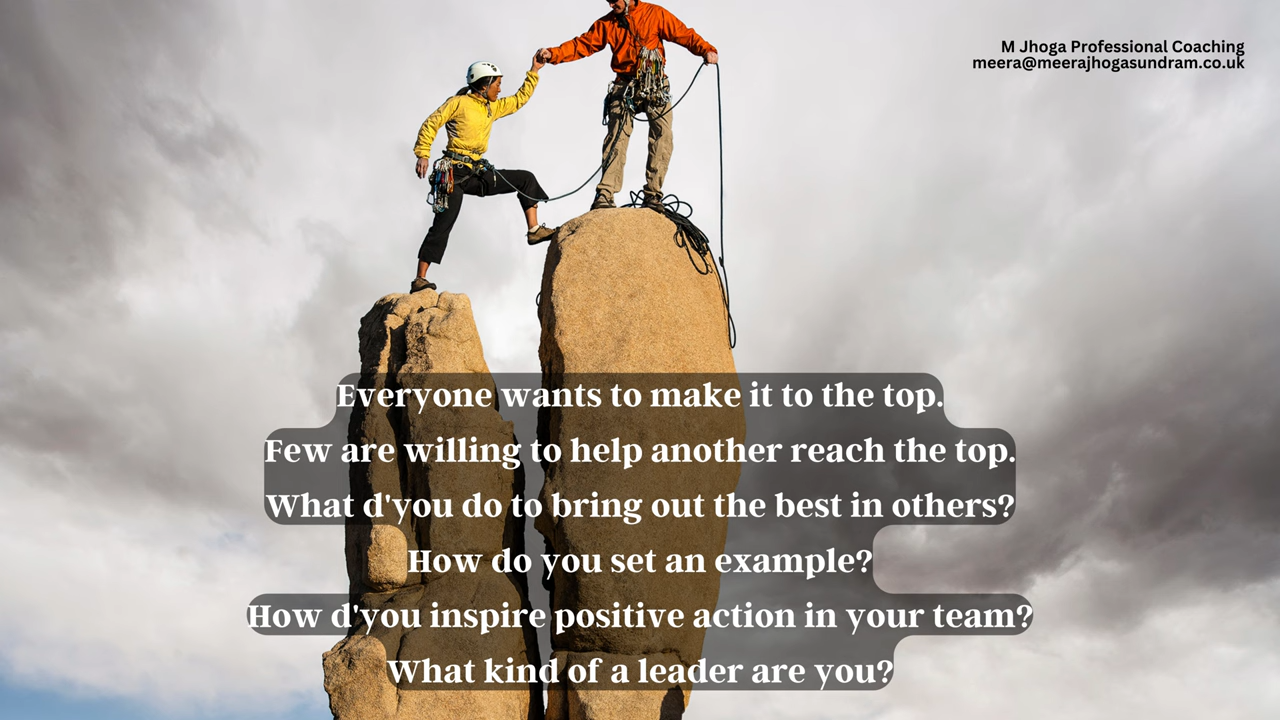 M Jhoga Professional Coaching
meera@meerajhogasundram.co.uk
Everyone wants to make it to the top.
Few are willing to help another reach the top.
What d'you do to bring out the best in others?
How do you set an example?
How d'you inspire positive action in your team?
What kind of a leader are you?